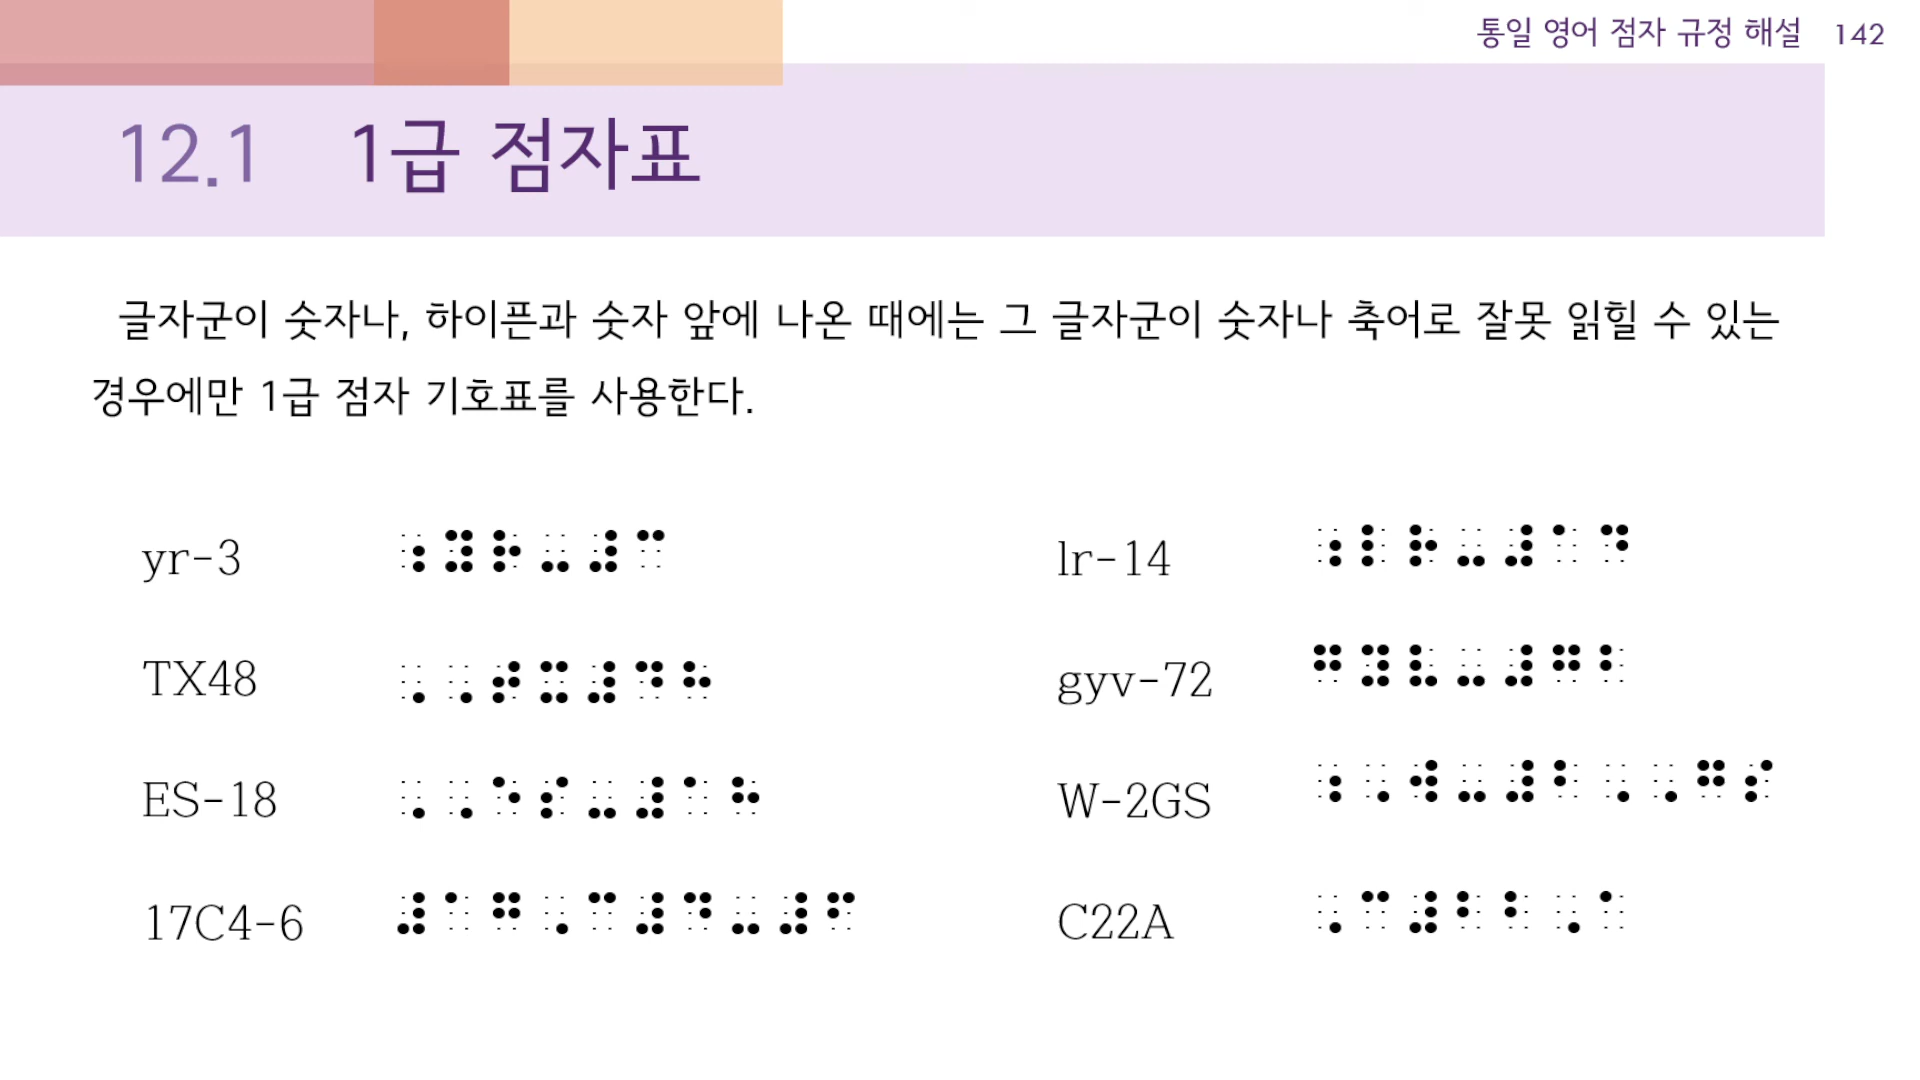 통일 영어 점자 규정 해설 142
12.1 1급 점자표
글자군이 숫자나, 하이픈과 숫자 앞에 나온 때에는 그 글자군이 숫자나 축어로 잘못 읽힐 수 있는
경우에만 1급 점자 기호표를 사용한다.
yr-3 ⠰⠽⠗⠤⠼⠉
lr-14 ⠰⠇⠗⠤⠼⠁⠙
TX48 ⠠⠠⠞⠭⠼⠙⠓
gyv-72 ⠛⠽⠧⠤⠼⠛⠃
ES-18 ⠠⠠⠑⠎⠤⠼⠁⠓
W-2GS ⠰⠠⠺⠤⠼⠃⠠⠠⠛⠎
17C4-6 ⠼⠁⠛⠠⠉⠼⠙⠤⠼⠋
C22A ⠠⠉⠼⠃⠃⠠⠁